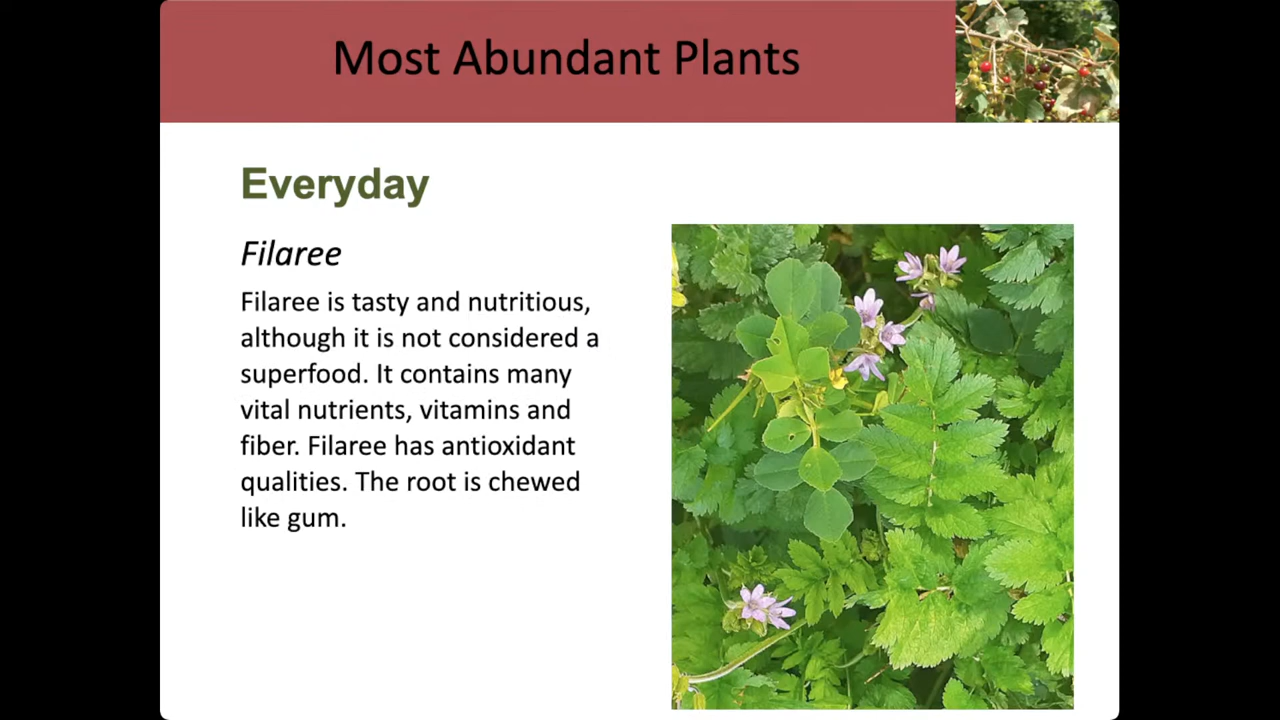 Most Abundant Plants
Everyday
Filaree
Filaree is tasty and nutritious,
although it is not considered a
superfood. It contains many
vital nutrients, vitamins and
fiber. Filaree has antioxidant
qualities. The root is chewed
like gum.